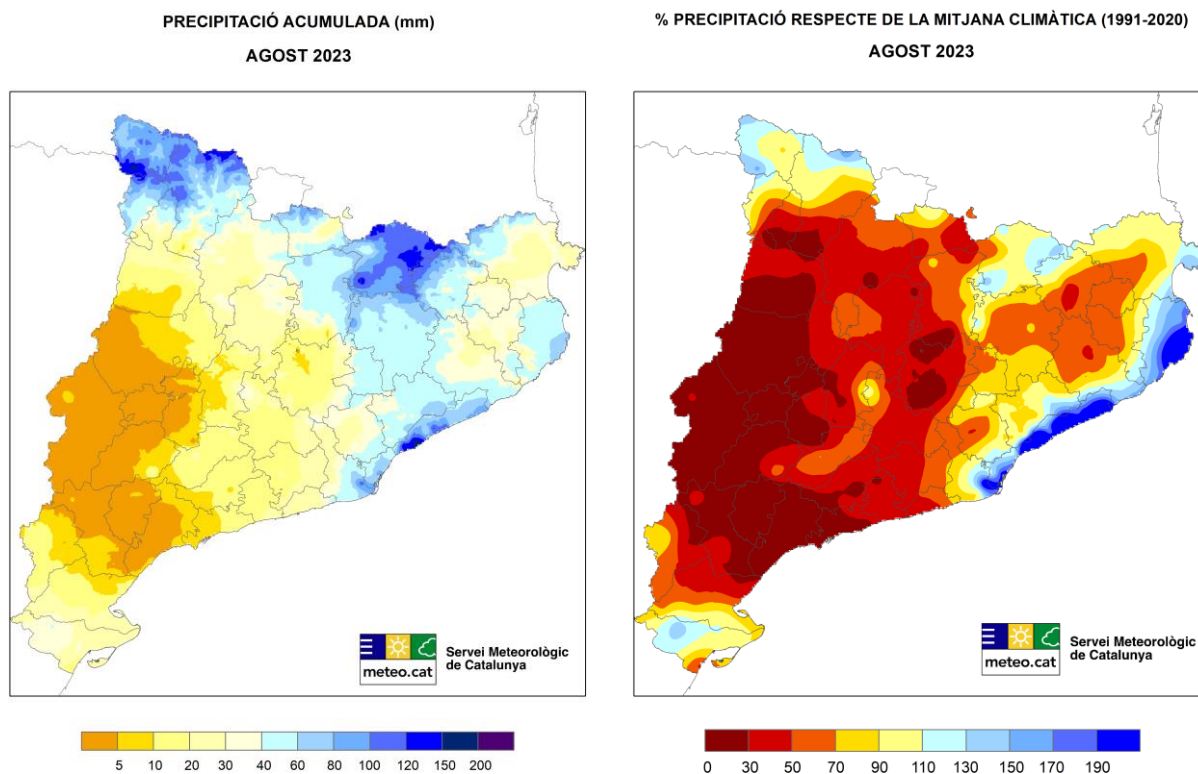 PRECIPITACIÓ ACUMULADA (mm)
AGOST 2023
meteo.cat
Servei Meteorològic
de Catalunya
5 10 20 30 40 60 80 100 120 150 200
% PRECIPITACIÓ RESPECTE DE LA MITJANA CLIMÀTICA (1991-2020)
AGOST 2023
meteo.cat
Servei Meteorològic
de Catalunya
0 30 50 70 90 110 130 150 170 190